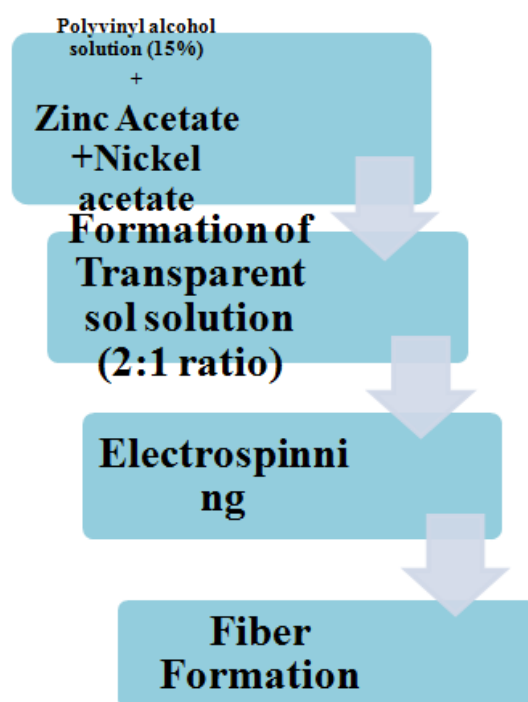 Polyvinyl alcohol
solution (15%)
+
Zinc Acetate
+Nickel
acetate
Formation of
Transparent
sol solution
(2:1 ratio)
Electrospinni
ng
Fiber
Formation